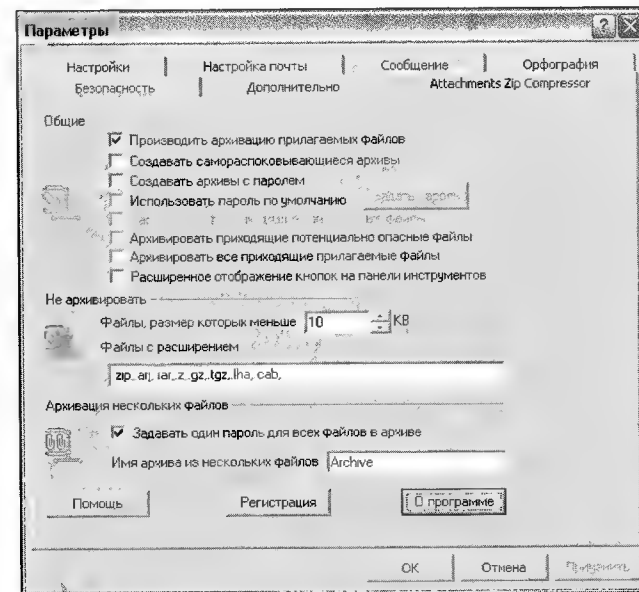 Параметры
Настройки Настройка почты Сообщение Орфография
Безопасность Дополнительно Attachments Zip Compressor
Общие
Производить архивацию прилагаемых файлов
Создавать самораспоковывающиеся архивы
Создавать архивы с паролем
Использовать пароль по умолчанию
Архивировать приходящие потенциально опасные файлы
Архивировать все приходящие прилагаемые файлы
Расширенное отображение кнопок на панели инструментов
Не архивировать
Файлы, размер которых меньше 10 KB
Файлы с расширением
zip, arj, rar, z, gz, tgz, lha, cab,
Архивация нескольких файлов
Задавать один пароль для всех файлов в архиве
Имя архива из нескольких файлов Archive
Помощь Регистрация О программе
OK Отмена Применить